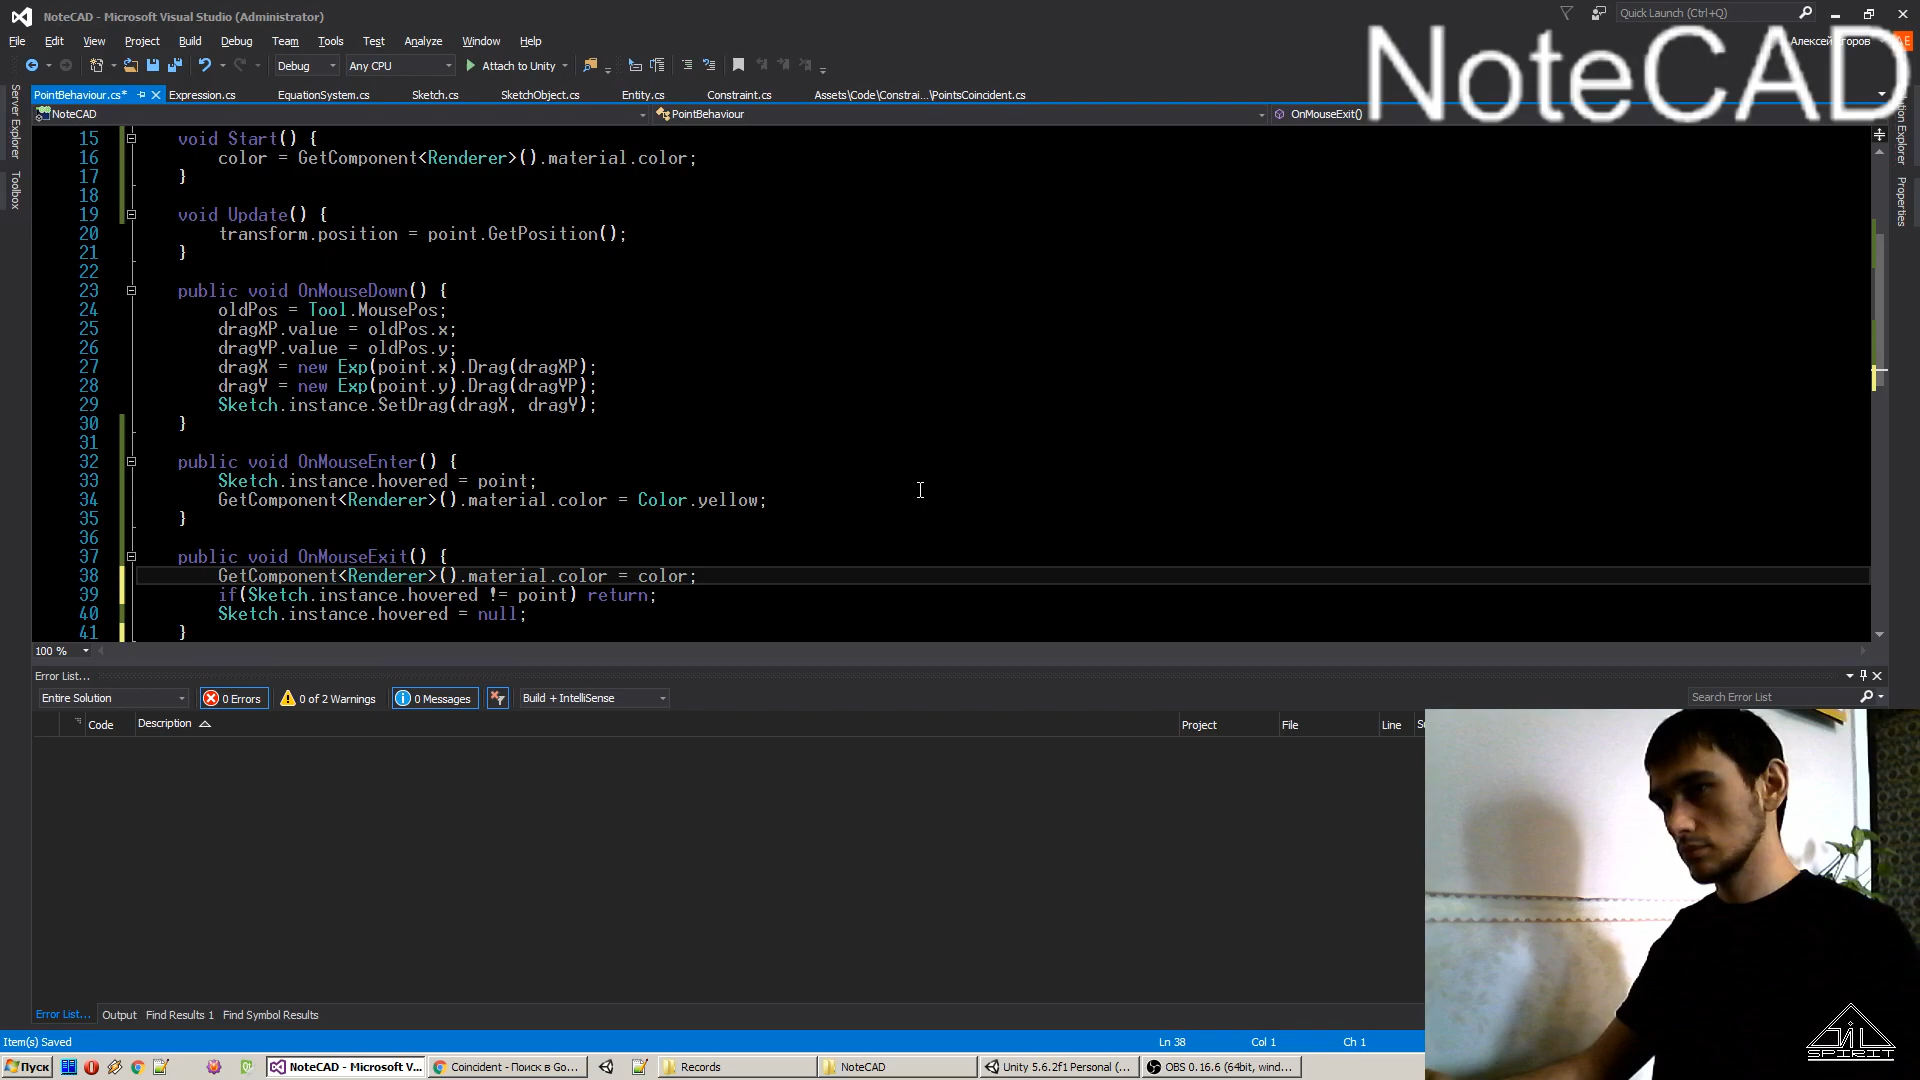 NoteCAD - Microsoft Visual Studio (Administrator)
Quick Launch (Ctrl+Q)
File Edit View Project Build Debug Team Tools Test Analyze Window Help
Алексей Егоров AE
NoteCAD
Debug Any CPU Attach to Unity
PointBehaviour.cs* Expression.cs EquationSystem.cs Sketch.cs SketchObject.cs Entity.cs Constraint.cs Assets\Code\Constrai...\PointsCoincident.cs
NoteCAD PointBehaviour OnMouseExit()
Server Explorer
Toolbox
Properties
15 void Start() {
16 color = GetComponent<Renderer>().material.color;
17 }
18
19 void Update() {
20 transform.position = point.GetPosition();
21 }
22
23 public void OnMouseDown() {
24 oldPos = Tool.MousePos;
25 dragXP.value = oldPos.x;
26 dragYP.value = oldPos.y;
27 dragX = new Exp(point.x).Drag(dragXP);
28 dragY = new Exp(point.y).Drag(dragYP);
29 Sketch.instance.SetDrag(dragX, dragY);
30 }
31
32 public void OnMouseEnter() {
33 Sketch.instance.hovered = point;
34 GetComponent<Renderer>().material.color = Color.yellow;
35 }
36
37 public void OnMouseExit() {
38 GetComponent<Renderer>().material.color = color;
39 if(Sketch.instance.hovered != point) return;
40 Sketch.instance.hovered = null;
41 }
100 %
Error List...
Entire Solution 0 Errors 0 of 2 Warnings 0 Messages Build + IntelliSense Search Error List
Code Description Project File Line
Error List... Output Find Results 1 Find Symbol Results
Item(s) Saved Ln 38 Col 1 Ch 1
SPIRIT
Пуск NoteCAD - Microsoft V... Coincident - Поиск в Go... Records NoteCAD Unity 5.6.2f1 Personal (... OBS 0.16.6 (64bit, wind...